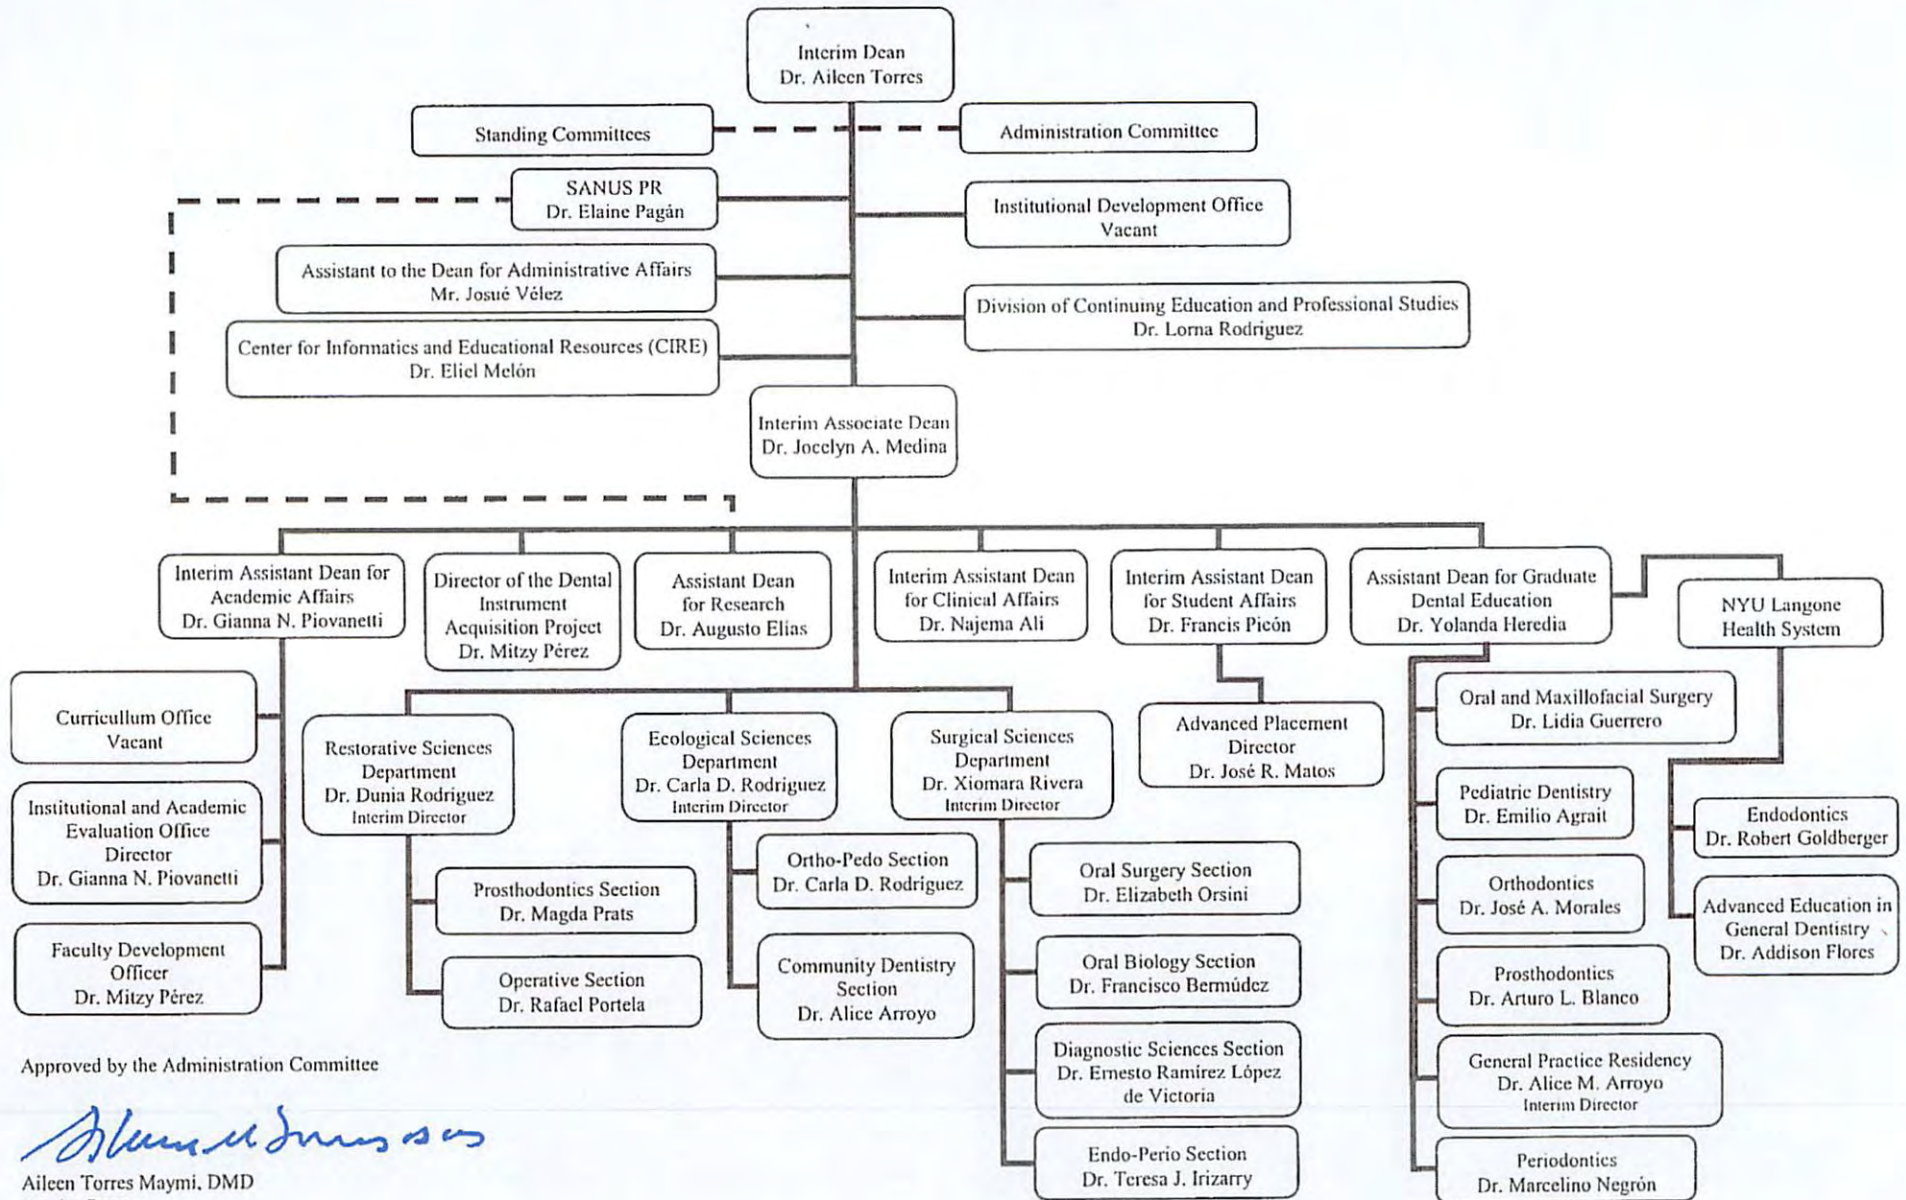 Interim Dean
Dr. Aileen Torres
Standing Committees
Administration Committee
SANUS PR
Dr. Elaine Pagán
Institutional Development Office
Vacant
Assistant to the Dean for Administrative Affairs
Mr. Josué Vélez
Division of Continuing Education and Professional Studies
Dr. Lorna Rodriguez
Center for Informatics and Educational Resources (CIRE)
Dr. Eliel Melón
Interim Associate Dean
Dr. Jocelyn A. Medina
Interim Assistant Dean for
Academic Affairs
Dr. Gianna N. Piovanetti
Director of the Dental
Instrument
Acquisition Project
Dr. Mitzy Pérez
Assistant Dean
for Research
Dr. Augusto Elias
Interim Assistant Dean
for Clinical Affairs
Dr. Najema Ali
Interim Assistant Dean
for Student Affairs
Dr. Francis Picón
Assistant Dean for Graduate
Dental Education
Dr. Yolanda Heredia
NYU Langone
Health System
Curricullum Office
Vacant
Institutional and Academic
Evaluation Office
Director
Dr. Gianna N. Piovanetti
Faculty Development
Officer
Dr. Mitzy Pérez
Restorative Sciences
Department
Dr. Dunia Rodriguez
Interim Director
Prosthodontics Section
Dr. Magda Prats
Operative Section
Dr. Rafael Portela
Ecological Sciences
Department
Dr. Carla D. Rodriguez
Interim Director
Ortho-Pedo Section
Dr. Carla D. Rodriguez
Community Dentistry
Section
Dr. Alice Arroyo
Surgical Sciences
Department
Dr. Xiomara Rivera
Interim Director
Oral Surgery Section
Dr. Elizabeth Orsini
Oral Biology Section
Dr. Francisco Bermúdez
Diagnostic Sciences Section
Dr. Ernesto Ramírez López
de Victoria
Endo-Perio Section
Dr. Teresa J. Irizarry
Advanced Placement
Director
Dr. José R. Matos
Oral and Maxillofacial Surgery
Dr. Lidia Guerrero
Pediatric Dentistry
Dr. Emilio Agrait
Orthodontics
Dr. José A. Morales
Prosthodontics
Dr. Arturo L. Blanco
General Practice Residency
Dr. Alice M. Arroyo
Interim Director
Periodontics
Dr. Marcelino Negrón
Endodontics
Dr. Robert Goldberger
Advanced Education in
General Dentistry
Dr. Addison Flores
Approved by the Administration Committee
Aileen Torres Maymi, DMD